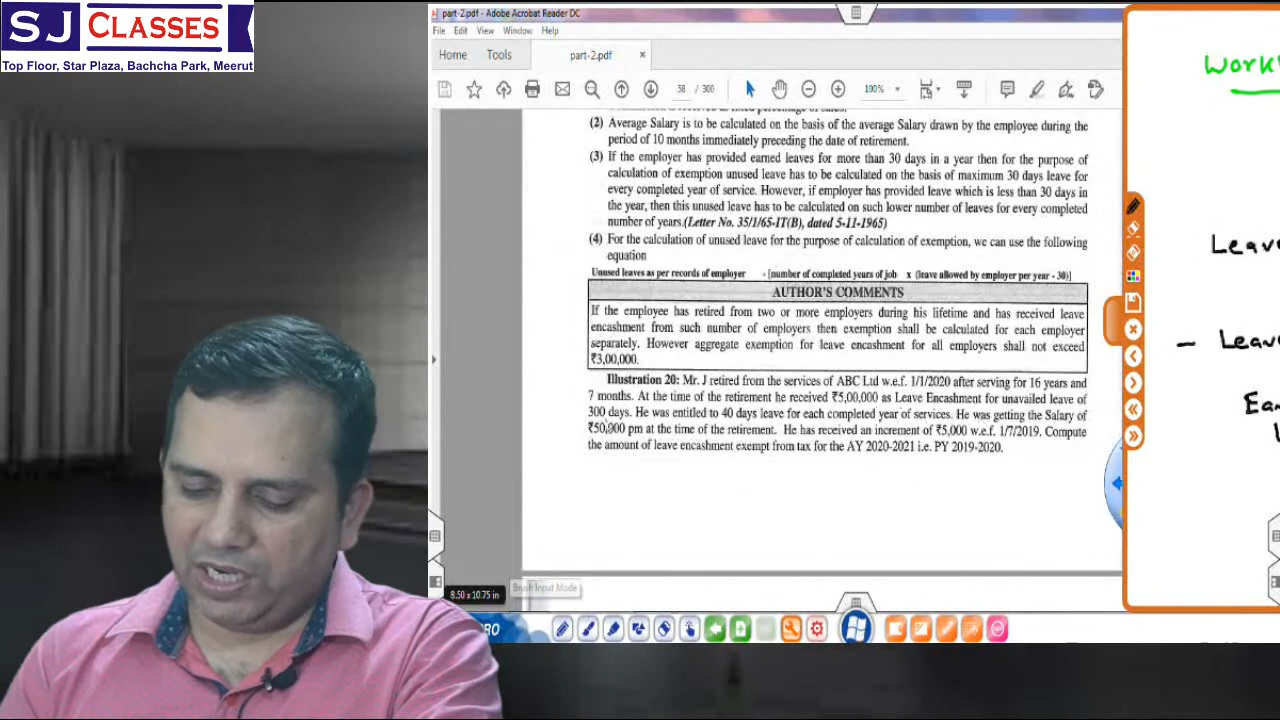 SJ CLASSES
Top Floor, Star Plaza, Bachcha Park, Meerut
part-2.pdf - Adobe Acrobat Reader DC
File Edit View Window Help
Home Tools part-2.pdf ×
58 / 300 100%
(2) Average Salary is to be calculated on the basis of the average Salary drawn by the employee during the
period of 10 months immediately preceding the date of retirement.
(3) If the employer has provided earned leaves for more than 30 days in a year then for the purpose of
calculation of exemption unused leave has to be calculated on the basis of maximum 30 days leave for
every completed year of service. However, if employer has provided leave which is less than 30 days in
the year, then this unused leave has to be calculated on such lower number of leaves for every completed
number of years.(Letter No. 35/1/65-IT(B), dated 5-11-1965)
(4) For the calculation of unused leave for the purpose of calculation of exemption, we can use the following
equation
Unused leaves as per records of employer - [number of completed years of job x (leave allowed by employer per year - 30)]
AUTHOR'S COMMENTS
If the employee has retired from two or more employers during his lifetime and has received leave
encashment from such number of employers then exemption shall be calculated for each employer
separately. However aggregate exemption for leave encashment for all employers shall not exceed
₹3,00,000.
Illustration 20: Mr. J retired from the services of ABC Ltd w.e.f. 1/1/2020 after serving for 16 years and
7 months. At the time of the retirement he received ₹5,00,000 as Leave Encashment for unavailed leave of
300 days. He was entitled to 40 days leave for each completed year of services. He was getting the Salary of
₹50,000 pm at the time of the retirement. He has received an increment of ₹5,000 w.e.f. 1/7/2019. Compute
the amount of leave encashment exempt from tax for the AY 2020-2021 i.e. PY 2019-2020.
8.50 x 10.75 in
Brush Input Mode
RO
Work
Leave
- Leave
Ea